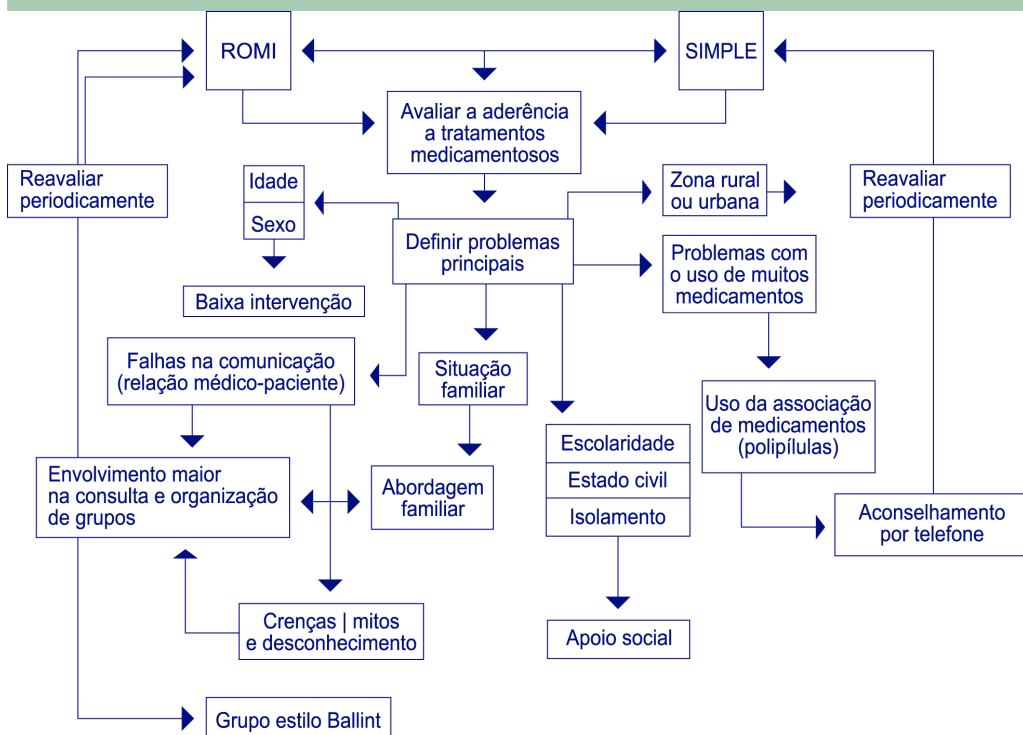 ROMI
SIMPLE
Avaliar a aderência
a tratamentos
medicamentosos
Reavaliar
periodicamente
Idade
Sexo
Zona rural
ou urbana
Reavaliar
periodicamente
Definir problemas
principais
Problemas com
o uso de muitos
medicamentos
Baixa intervenção
Falhas na comunicação
(relação médico-paciente)
Situação
familiar
Uso da associação
de medicamentos
(polipílulas)
Escolaridade
Estado civil
Isolamento
Envolvimento maior
na consulta e organização
de grupos
Abordagem
familiar
Aconselhamento
por telefone
Crenças | mitos
e desconhecimento
Apoio social
Grupo estilo Ballint